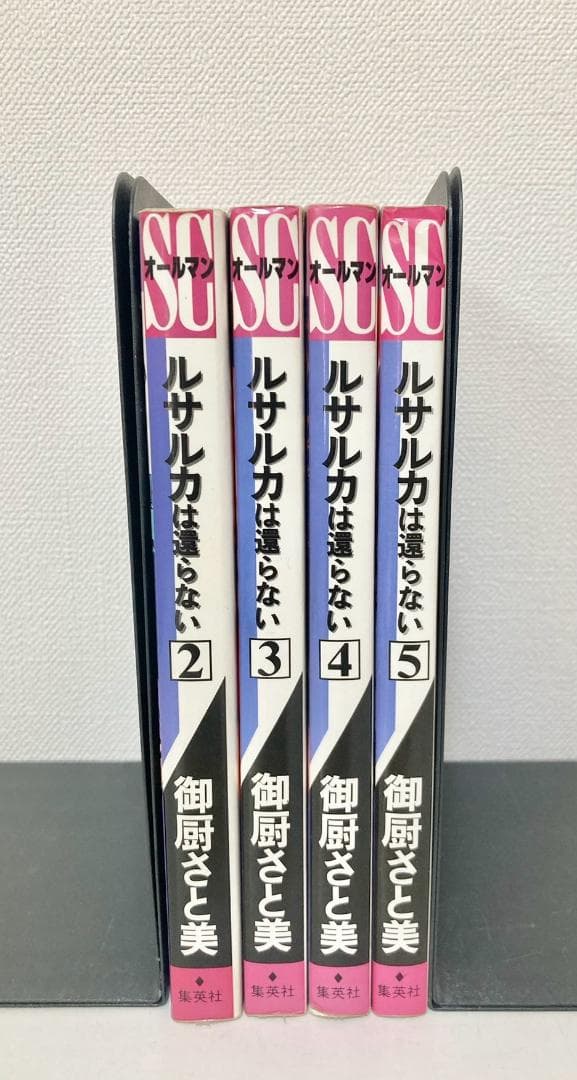 SC
オールマン
ルサルカは還らない
2
御厨さと美
集英社
SC
オールマン
ルサルカは還らない
3
御厨さと美
集英社
SC
オールマン
ルサルカは還らない
4
御厨さと美
集英社
SC
オールマン
ルサルカは還らない
5
御厨さと美
集英社